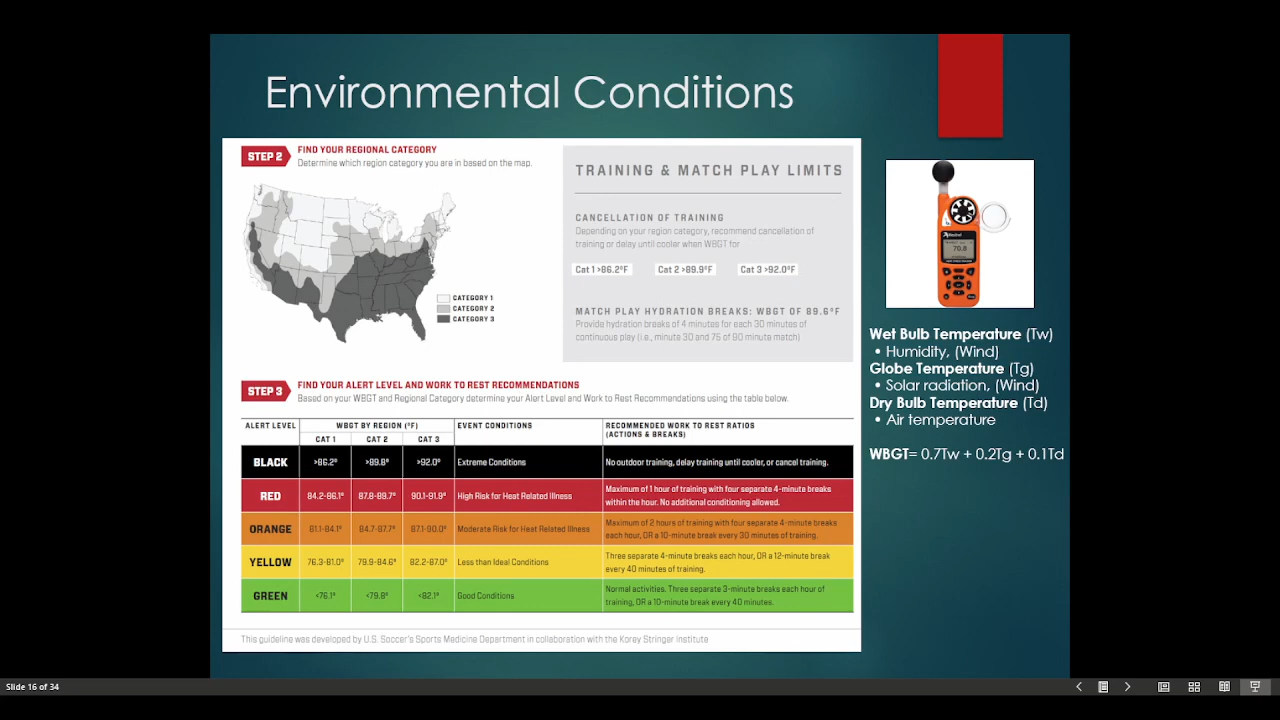 Environmental Conditions
STEP 2
FIND YOUR REGIONAL CATEGORY
Determine which region category you are in based on the map.
CATEGORY 1
CATEGORY 2
CATEGORY 3
TRAINING & MATCH PLAY LIMITS
CANCELLATION OF TRAINING
Depending on your region category, recommend cancellation of
training or delay until cooler when WBGT for
Cat 1 >86.2°F Cat 2 >89.9°F Cat 3 >92.0°F
MATCH PLAY HYDRATION BREAKS: WBGT OF 89.6°F
Provide hydration breaks of 4 minutes for each 30 minutes of
continuous play (i.e., minute 30 and 75 of 90 minute match)
STEP 3
FIND YOUR ALERT LEVEL AND WORK TO REST RECOMMENDATIONS
Based on your WBGT and Regional Category determine your Alert Level and Work to Rest Recommendations using the table below.
ALERT LEVEL WBGT BY REGION (°F) EVENT CONDITIONS RECOMMENDED WORK TO REST RATIOS
(ACTIONS & BREAKS)
CAT 1 CAT 2 CAT 3
BLACK >86.2° >89.8° >92.0° Extreme Conditions No outdoor training, delay training until cooler, or cancel training.
RED 84.2-86.1° 87.8-89.7° 90.1-91.9° High Risk for Heat Related Illness Maximum of 1 hour of training with four separate 4-minute breaks
within the hour. No additional conditioning allowed.
ORANGE 81.1-84.1° 84.7-87.7° 87.1-90.0° Moderate Risk for Heat Related Illness Maximum of 2 hours of training with four separate 4-minute breaks
each hour, OR a 10-minute break every 30 minutes of training.
YELLOW 76.3-81.0° 79.9-84.6° 82.2-87.0° Less than Ideal Conditions Three separate 4-minute breaks each hour, OR a 12-minute break
every 40 minutes of training.
GREEN <76.1° <79.8° <82.1° Good Conditions Normal activities. Three separate 3-minute breaks each hour of
training, OR a 10-minute break every 40 minutes.
This guideline was developed by U.S. Soccer's Sports Medicine Department in collaboration with the Korey Stringer Institute
Kestrel
70.8
Wet Bulb Temperature (Tw)
• Humidity, (Wind)
Globe Temperature (Tg)
• Solar radiation, (Wind)
Dry Bulb Temperature (Td)
• Air temperature
WBGT= 0.7Tw + 0.2Tg + 0.1Td
Slide 16 of 34